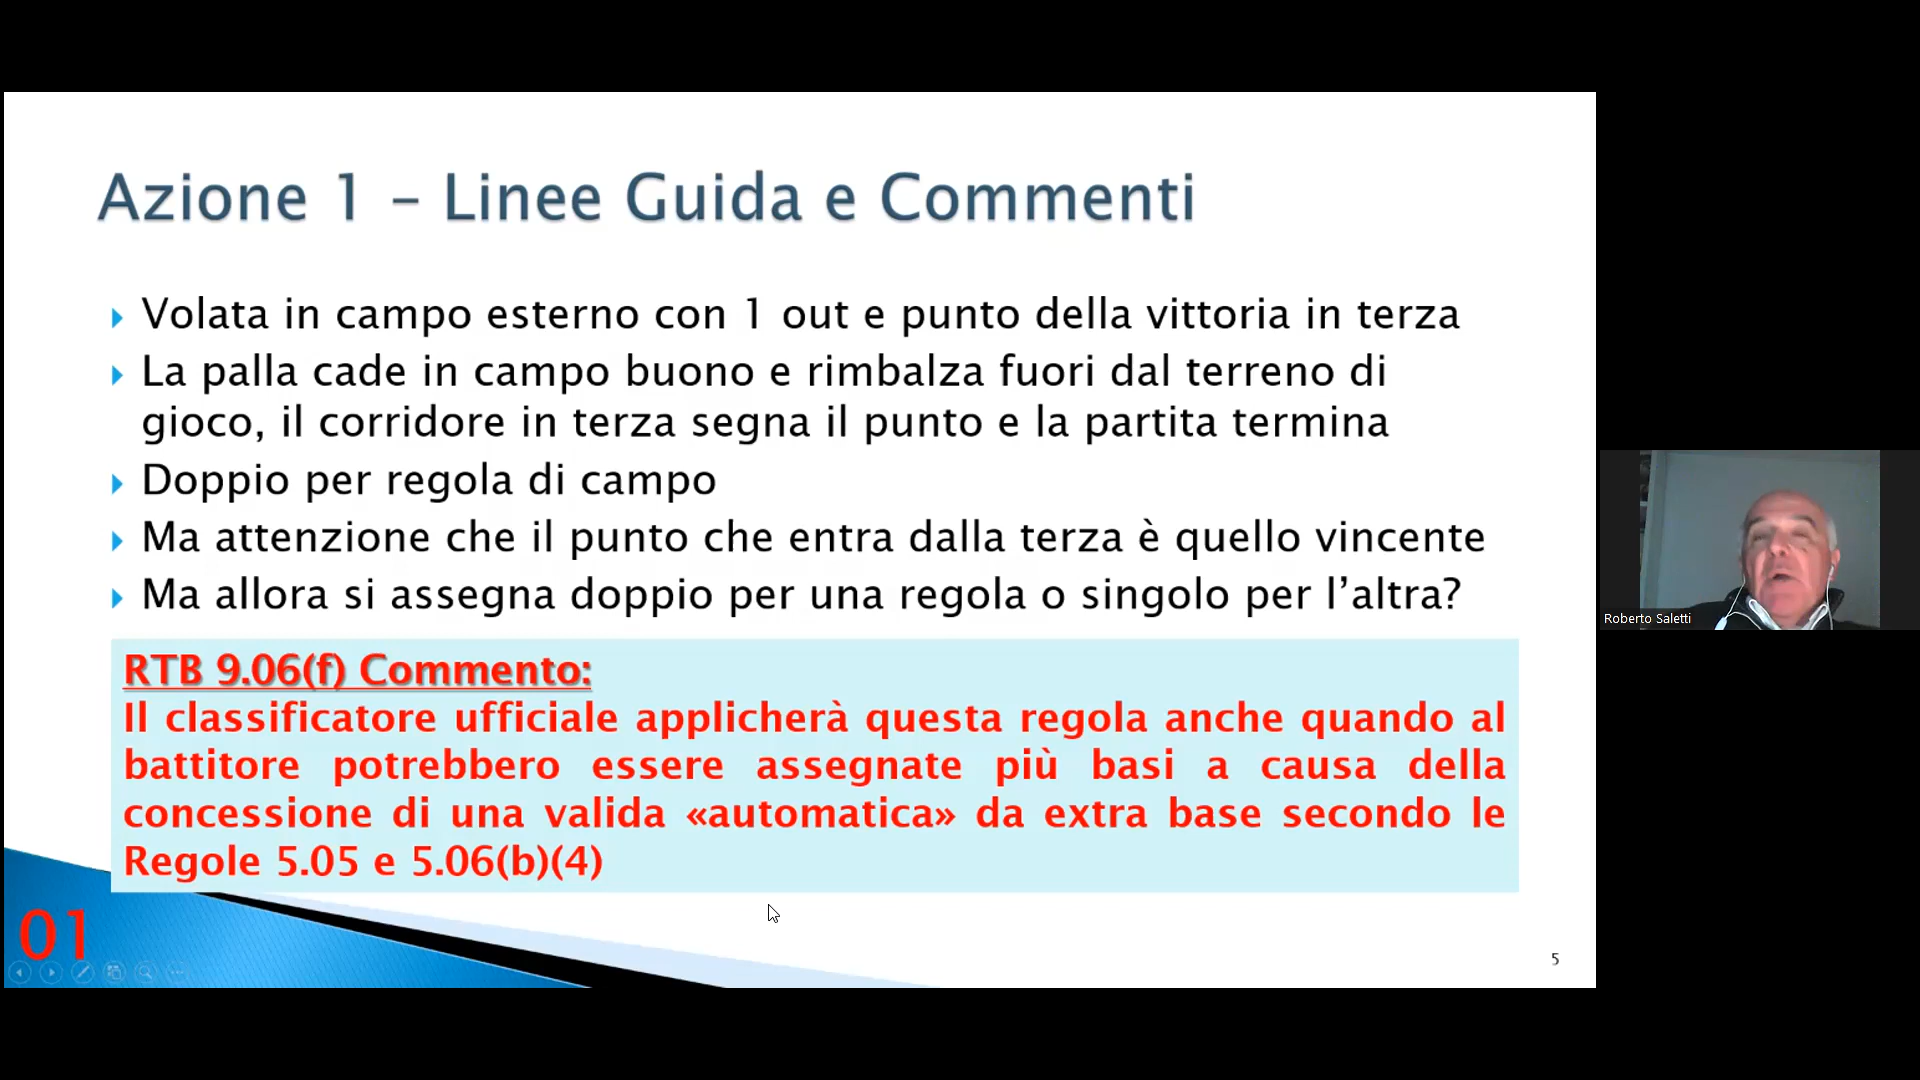 Azione 1 – Linee Guida e Commenti
Volata in campo esterno con 1 out e punto della vittoria in terza
La palla cade in campo buono e rimbalza fuori dal terreno di
gioco, il corridore in terza segna il punto e la partita termina
Doppio per regola di campo
Ma attenzione che il punto che entra dalla terza è quello vincente
Ma allora si assegna doppio per una regola o singolo per l’altra?
RTB 9.06(f) Commento:
Il classificatore ufficiale applicherà questa regola anche quando al
battitore potrebbero essere assegnate più basi a causa della
concessione di una valida «automatica» da extra base secondo le
Regole 5.05 e 5.06(b)(4)
01
5
Roberto Saletti